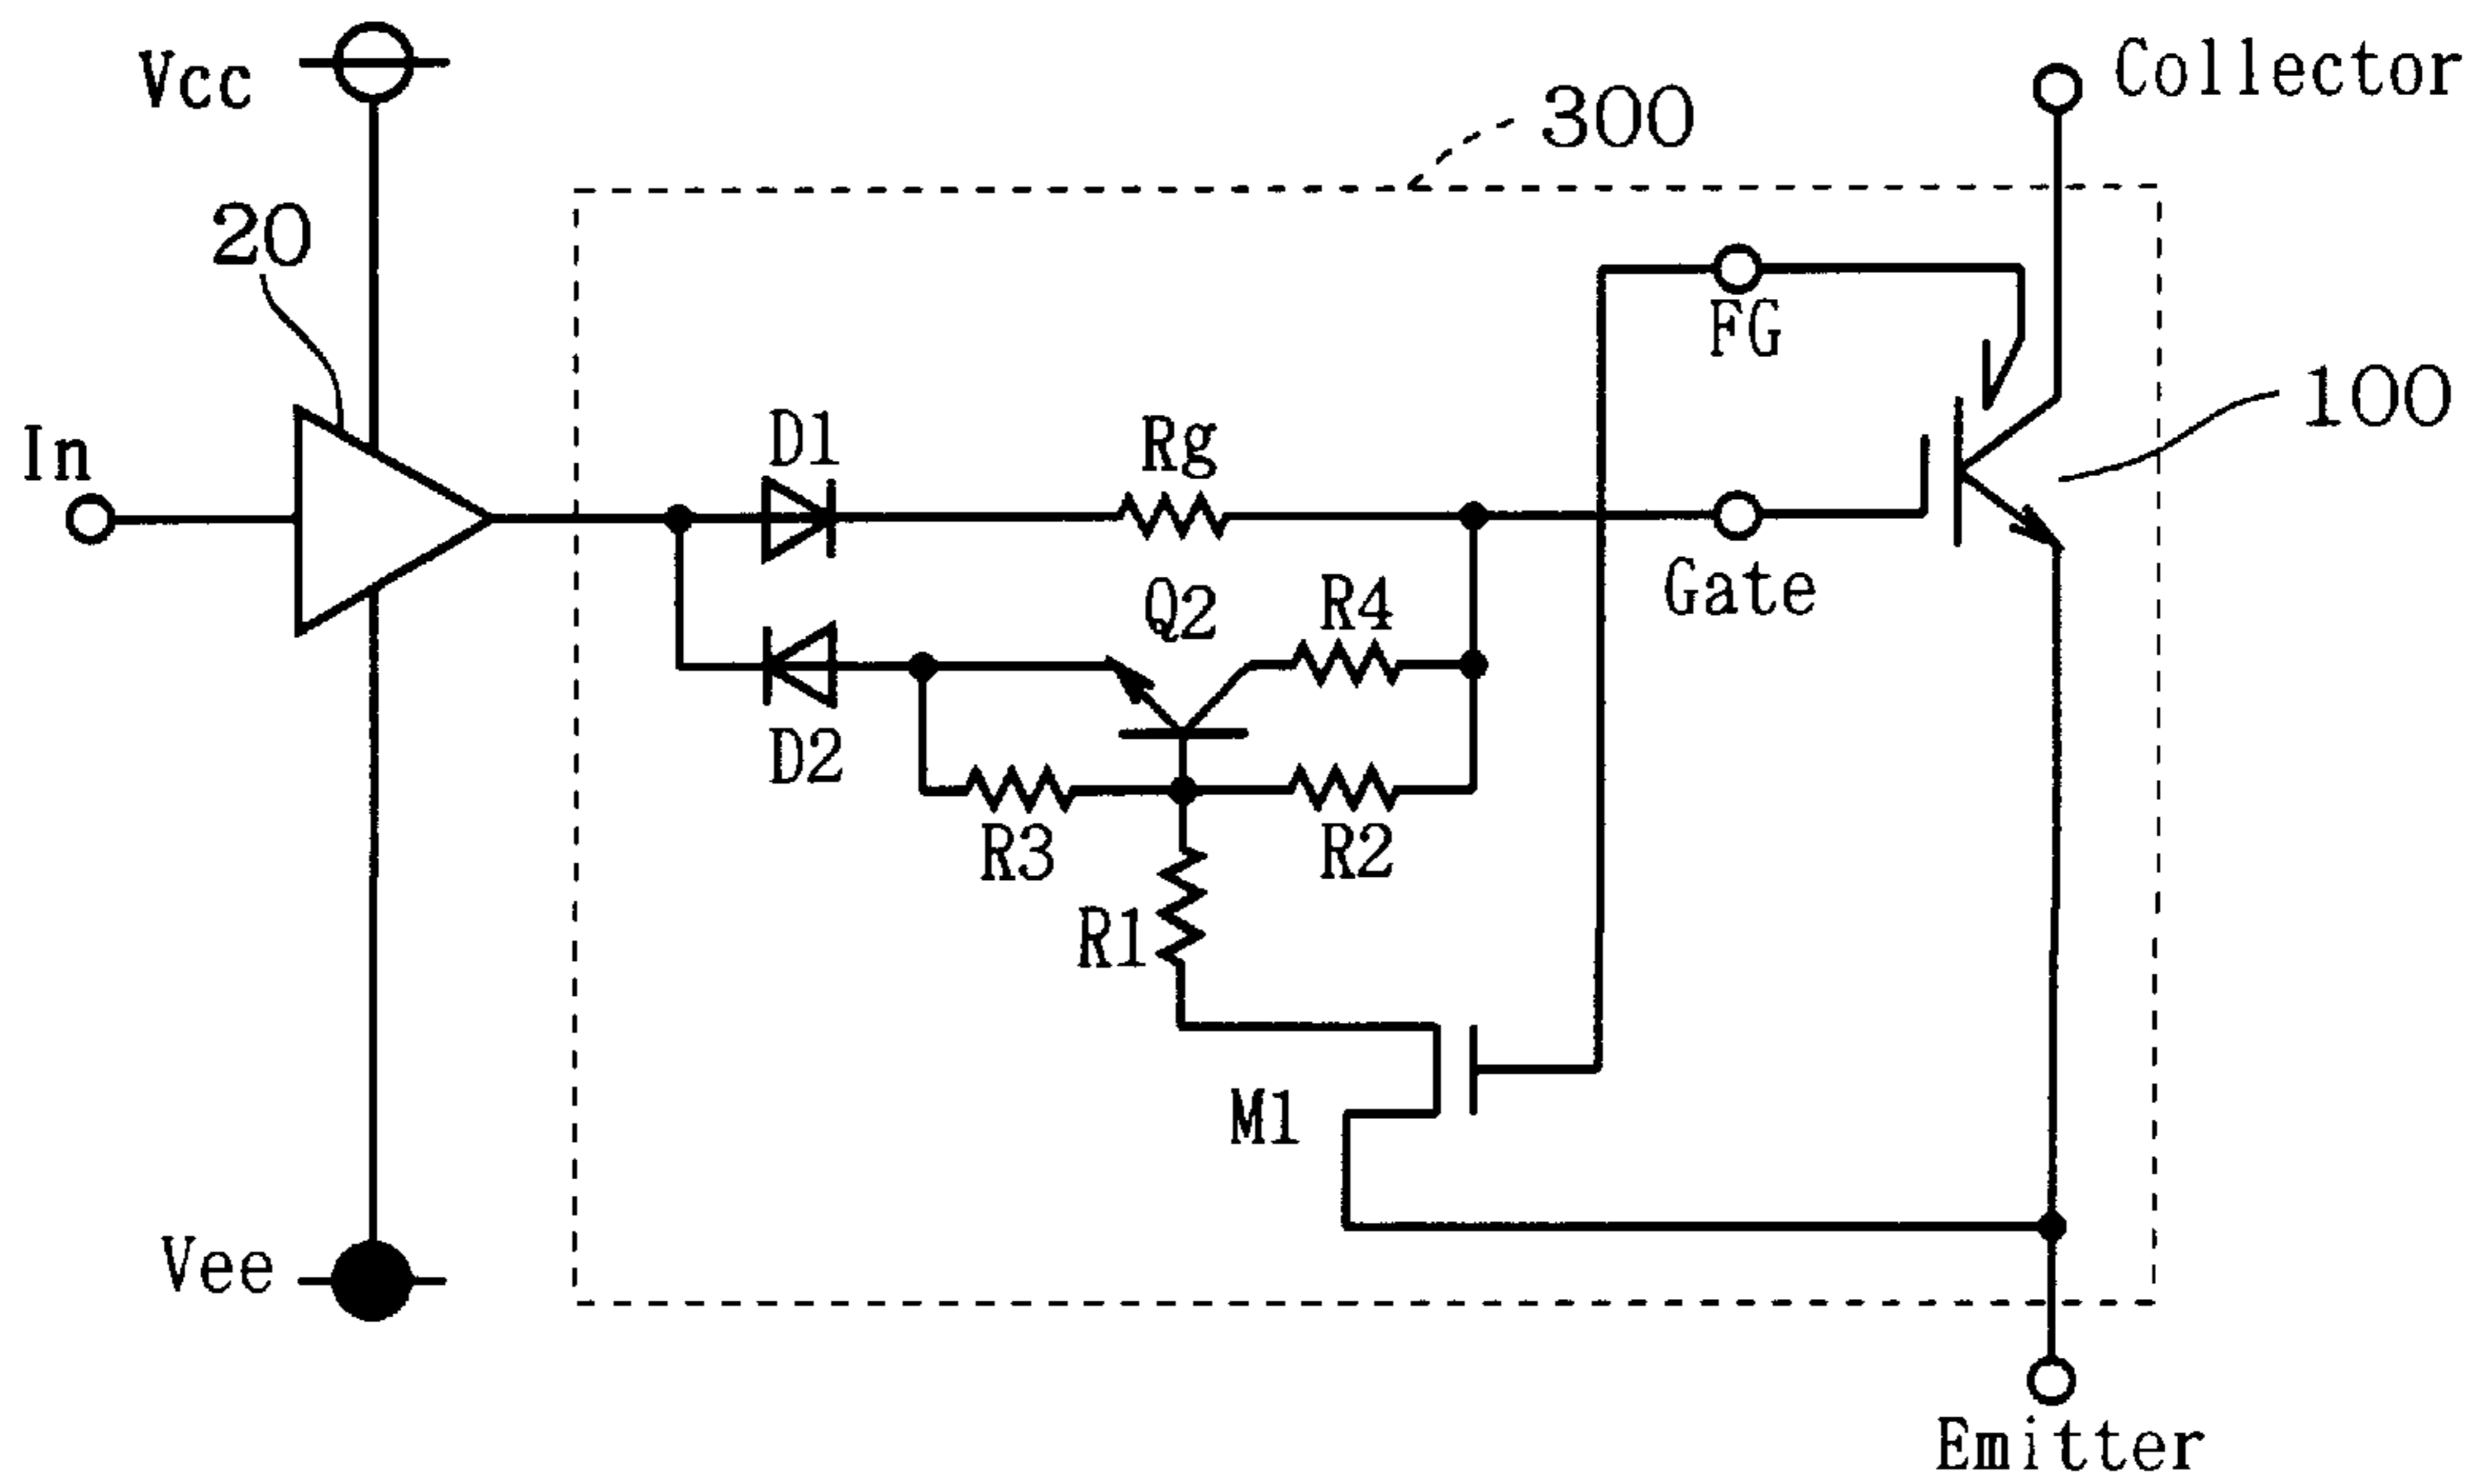 Vcc
Collector
300
20
FG
100
In
D1
Rg
Gate
Q2
R4
D2
R3
R2
R1
M1
Vee
Emitter